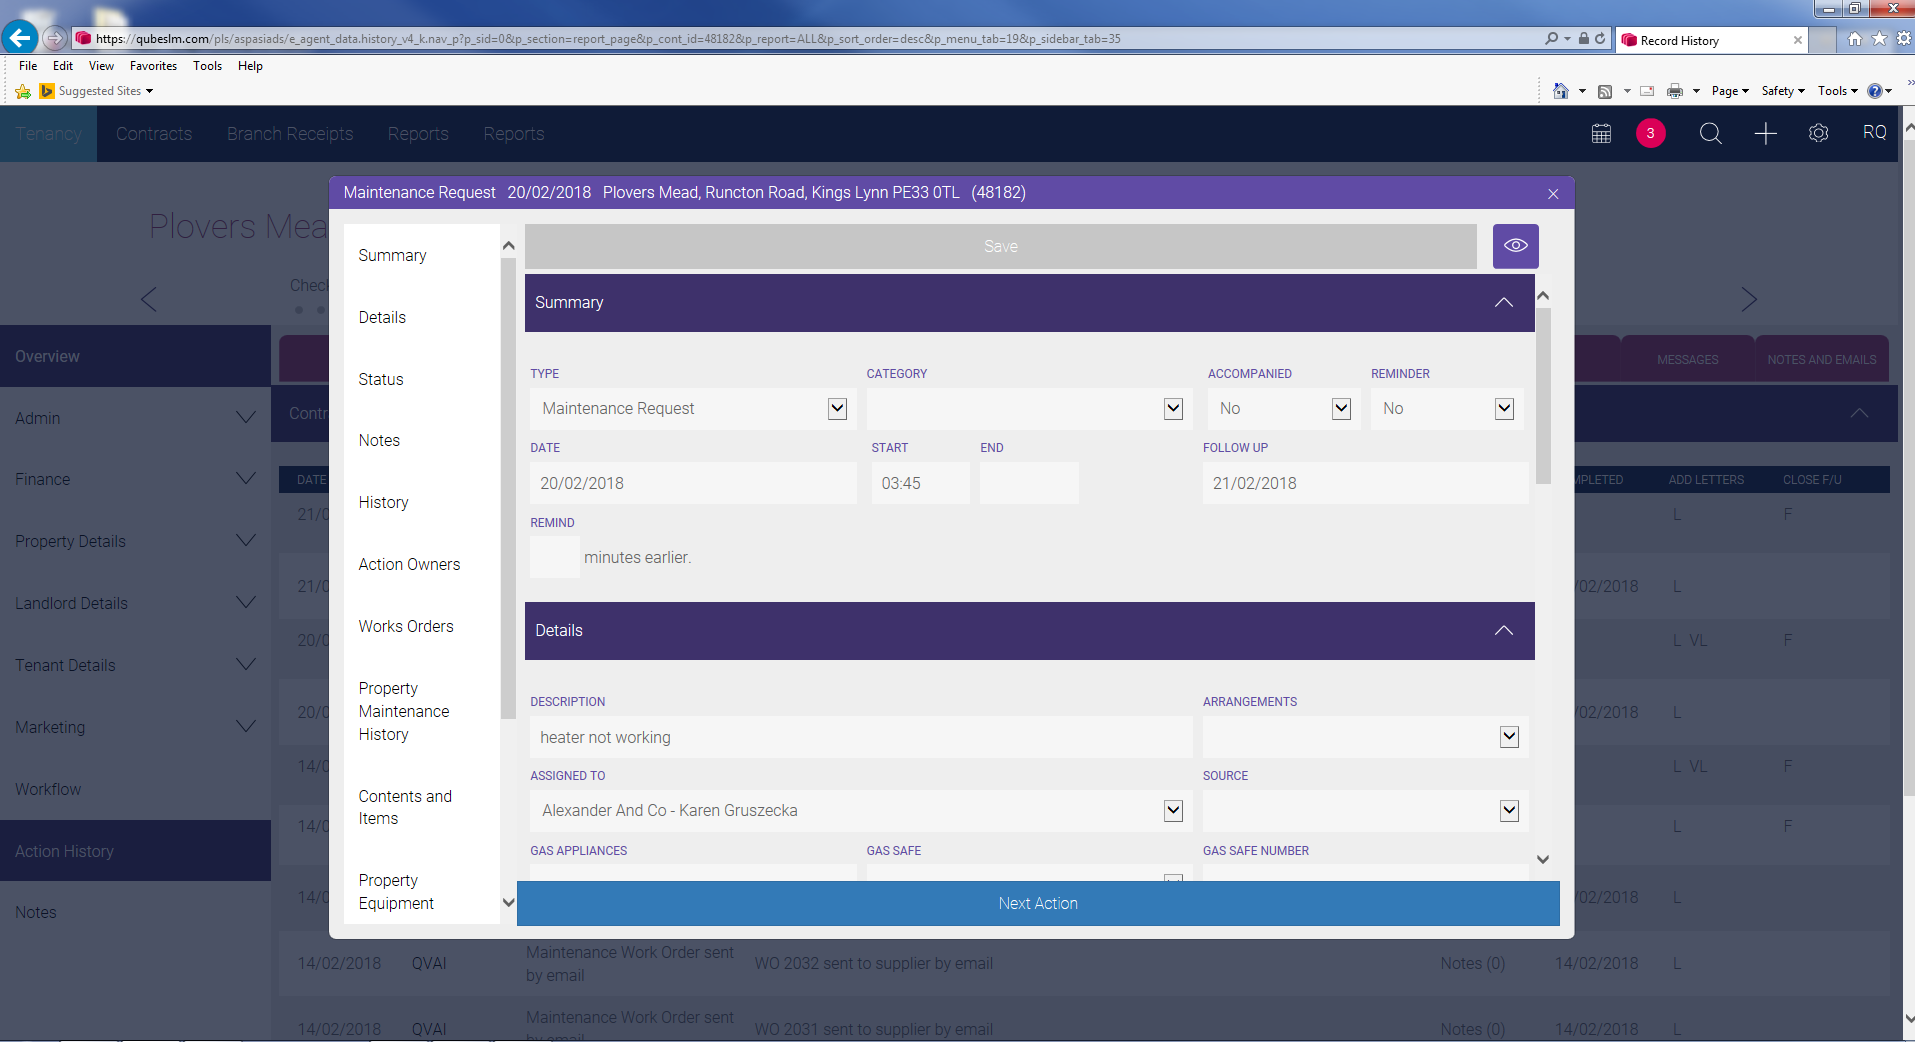 https://qubeslm.com/pls/aspasiads/e_agent_data.history_v4_k.nav_p?p_sid=0&p_section=report_page&p_cont_id=48182&p_report=ALL&p_sort_order=desc&p_menu_tab=19&p_sidebar_tab=35
Record History
File Edit View Favorites Tools Help
Suggested Sites
Page Safety Tools
Tenancy Contracts Branch Receipts Reports Reports
3
RQ
Maintenance Request 20/02/2018 Plovers Mead, Runcton Road, Kings Lynn PE33 0TL (48182)
Plovers Mea
Summary
Save
Details
Summary
Chec
Overview
TYPE CATEGORY ACCOMPANIED REMINDER
MESSAGES NOTES AND EMAILS
Status
Maintenance Request No No
Admin
Contr
Notes
DATE START END FOLLOW UP
20/02/2018 03:45 21/02/2018
Finance
DATE
MPLETED ADD LETTERS CLOSE F/U
History
21/0
L F
REMIND
minutes earlier.
Property Details
Action Owners
21/0
/02/2018 L
Landlord Details
Works Orders
Details
20/0
L VL F
Tenant Details
Property
Maintenance
History
DESCRIPTION ARRANGEMENTS
20/0
/02/2018 L
Marketing
heater not working
14/0
L VL F
ASSIGNED TO SOURCE
Workflow
Contents and
Items
Alexander And Co - Karen Gruszecka
14/0
L F
Action History
GAS APPLIANCES GAS SAFE GAS SAFE NUMBER
Property
Equipment
14/0
/02/2018 L
Next Action
Notes
Maintenance Work Order sent
by email
14/02/2018 QVAI WO 2032 sent to supplier by email Notes (0) 14/02/2018 L
Maintenance Work Order sent
by email
14/02/2018 QVAI WO 2031 sent to supplier by email Notes (0) 14/02/2018 L